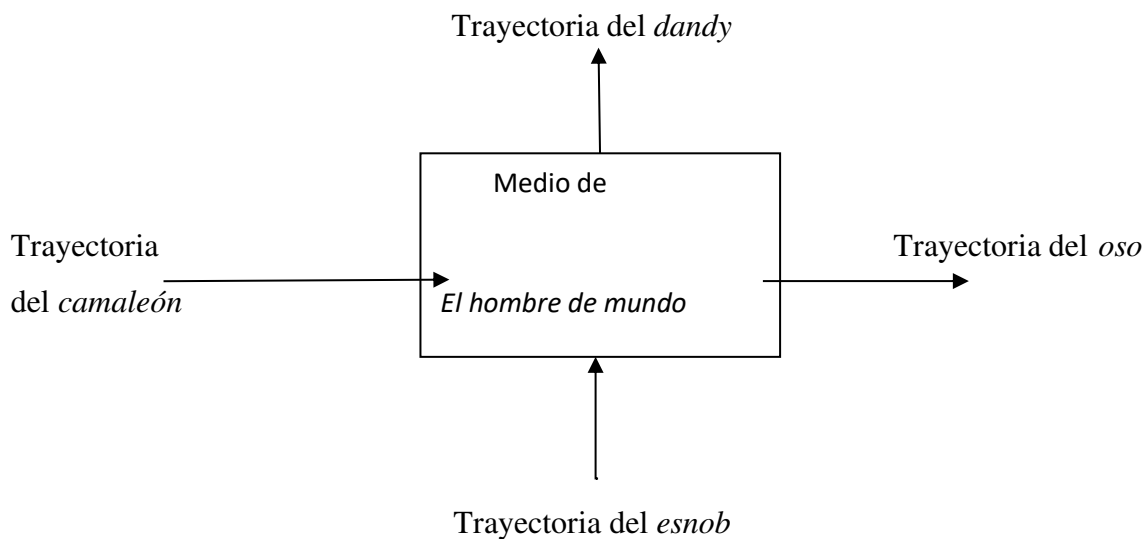 Trayectoria del dandy
Medio de
Trayectoria
del camaleón
El hombre de mundo
Trayectoria del oso
Trayectoria del esnob